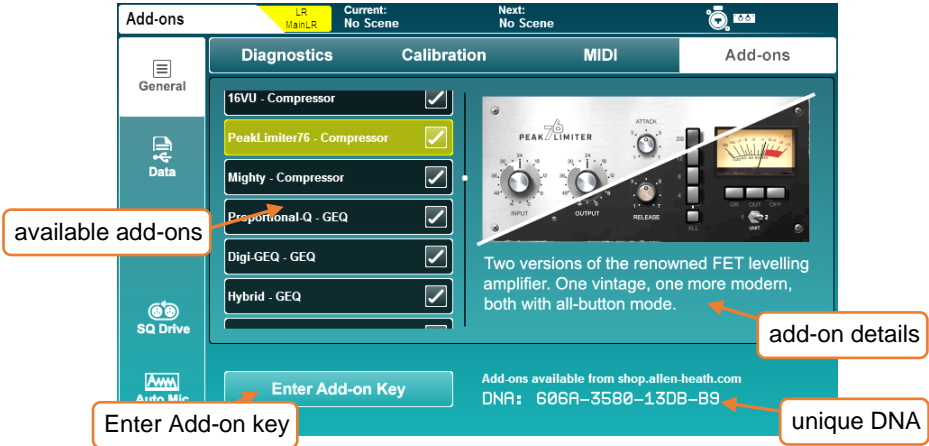 Add-ons
LR
MainLR
Current:
No Scene
Next:
No Scene
General
Data
SQ Drive
Auto Mic
Diagnostics
Calibration
MIDI
Add-ons
16VU - Compressor
PeakLimiter76 - Compressor
Mighty - Compressor
Proportional-Q - GEQ
Digi-GEQ - GEQ
Hybrid - GEQ
PEAK 76 LIMITER
INPUT
OUTPUT
ATTACK
RELEASE
20
ALL
GR OUT OFF
1 2
UNIT
Two versions of the renowned FET levelling
amplifier. One vintage, one more modern,
both with all-button mode.
Enter Add-on Key
Add-ons available from shop.allen-heath.com
DNA: 606A-3580-13DB-B9
available add-ons
add-on details
Enter Add-on key
unique DNA